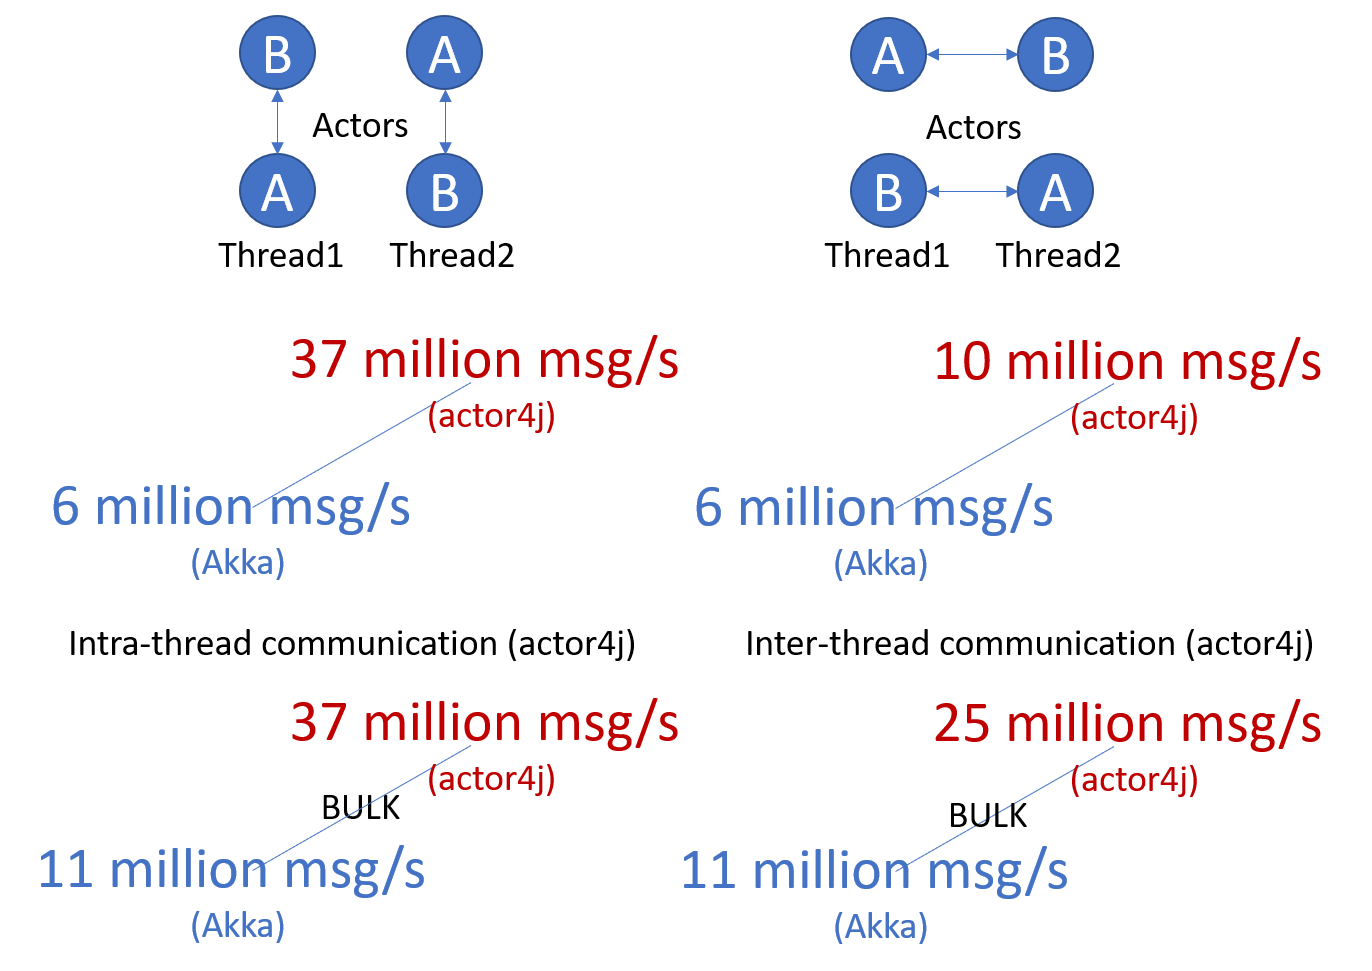 B A
Actors
A B
Thread1 Thread2
A B
Actors
B A
Thread1 Thread2
37 million msg/s
(actor4j)
6 million msg/s
(Akka)
10 million msg/s
(actor4j)
6 million msg/s
(Akka)
Intra-thread communication (actor4j)
Inter-thread communication (actor4j)
37 million msg/s
(actor4j)
BULK
11 million msg/s
(Akka)
25 million msg/s
(actor4j)
BULK
11 million msg/s
(Akka)